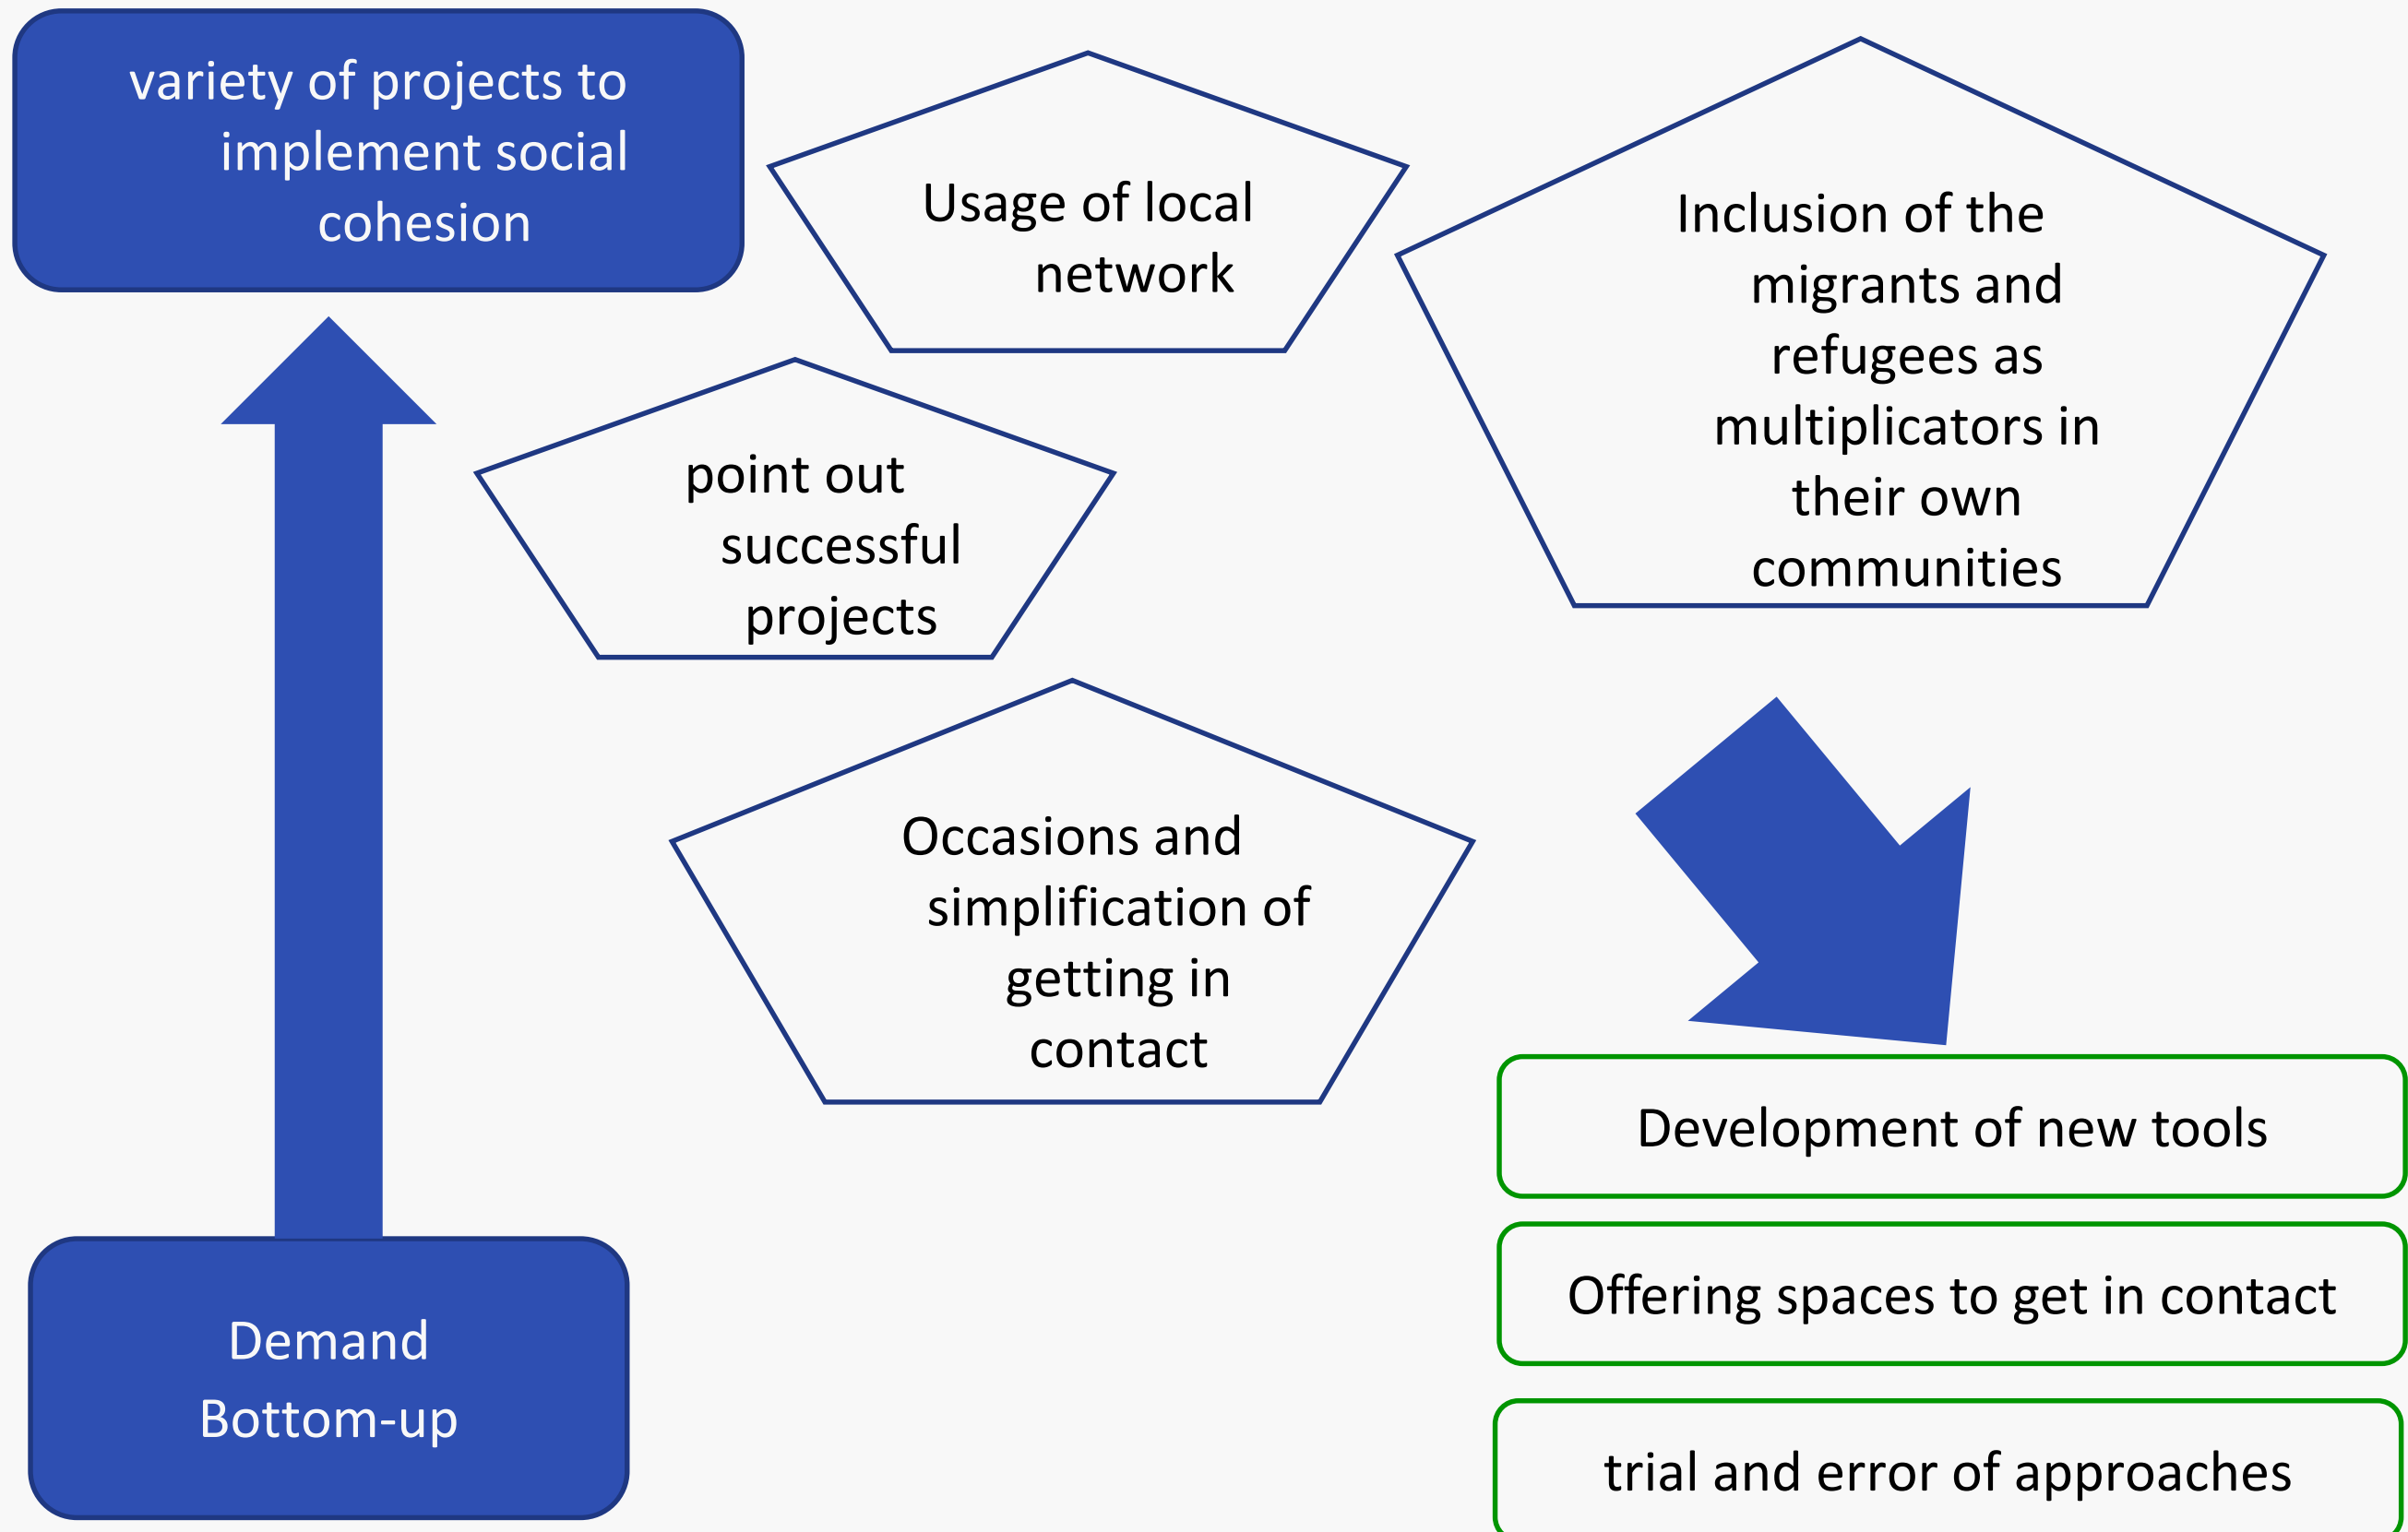 variety of projects to
implement social
cohesion
Usage of local
network
Inclusion of the
migrants and
refugees as
multiplicators in
their own
communities
point out
successful
projects
Occasions and
simplification of
getting in
contact
Development of new tools
Offering spaces to get in contact
trial and error of approaches
Demand
Bottom-up